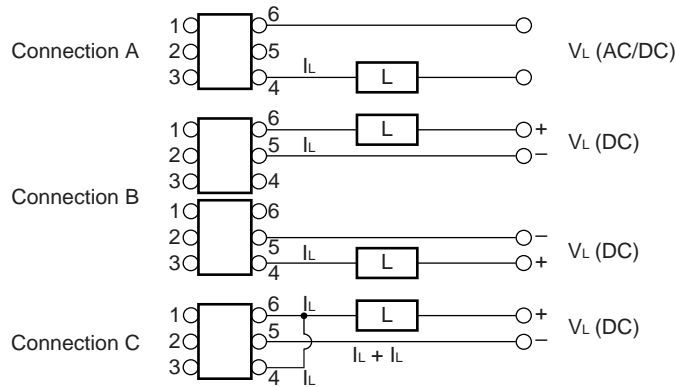 1 6
Connection A 2 5 VL (AC/DC)
3 4 IL L
1 6 L +
2 5 IL – VL (DC)
3 4
Connection B
1 6
2 5 –
3 4 IL L + VL (DC)
1 6 IL L +
Connection C 2 5 – VL (DC)
IL + IL
3 4 IL